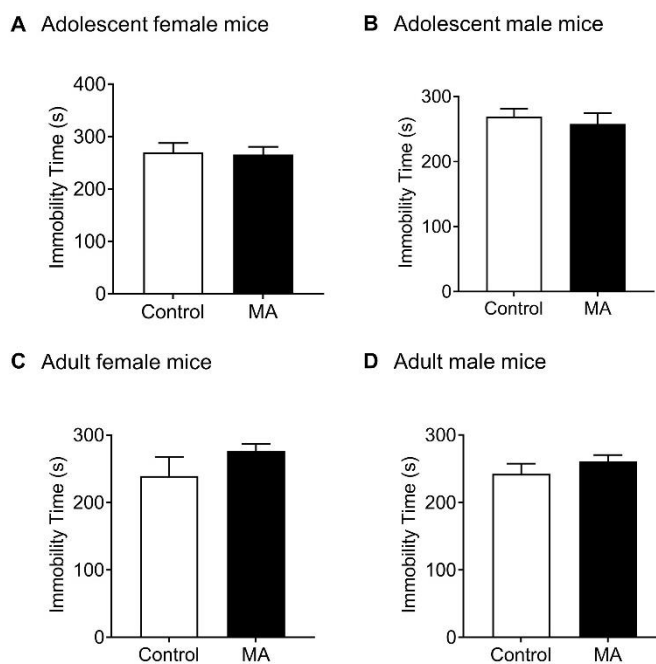 A Adolescent female mice
Immobility Time (s)
400
300
200
100
0
Control MA
B Adolescent male mice
Immobility Time (s)
300
200
100
0
Control MA
C Adult female mice
Immobility Time (s)
300
200
100
0
Control MA
D Adult male mice
Immobility Time (s)
300
200
100
0
Control MA